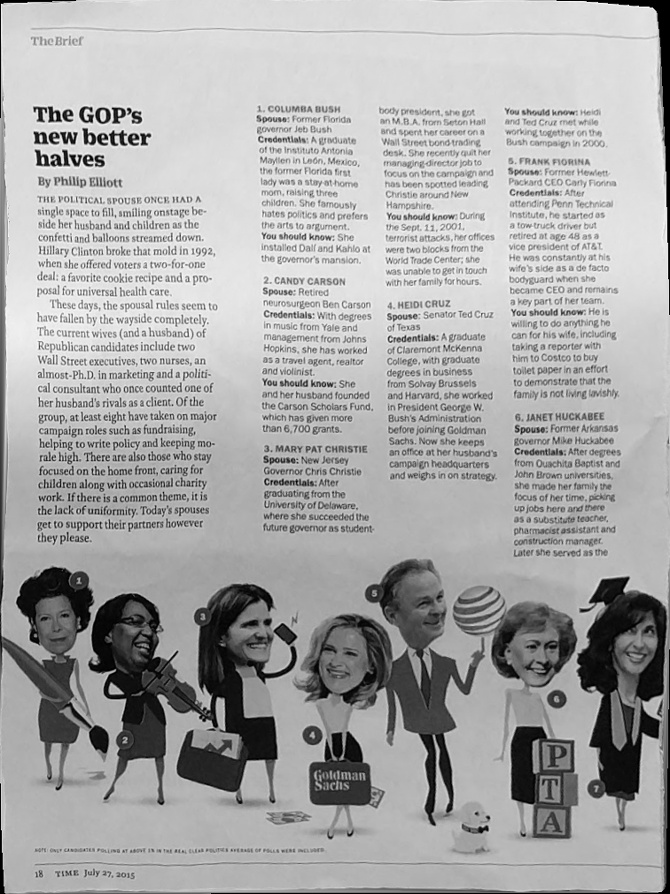 The Brief
The GOP's
new better
halves
By Philip Elliott
THE POLITICAL SPOUSE ONCE HAD A
single space to fill, smiling onstage be-
side her husband and children as the
confetti and balloons streamed down.
Hillary Clinton broke that mold in 1992,
when she offered voters a two-for-one
deal: a favorite cookie recipe and a pro-
posal for universal health care.
These days, the spousal rules seem to
have fallen by the wayside completely.
The current wives (and a husband) of
Republican candidates include two
Wall Street executives, two nurses, an
almost-Ph.D. in marketing and a politi-
cal consultant who once counted one of
her husband's rivals as a client. Of the
group, at least eight have taken on major
campaign roles such as fundraising,
helping to write policy and keeping mo-
rale high. There are also those who stay
focused on the home front, caring for
children along with occasional charity
work. If there is a common theme, it is
the lack of uniformity. Today's spouses
get to support their partners however
they please.
1. COLUMBA BUSH
Spouse: Former Florida
governor Jeb Bush
Credentials: A graduate
of the Instituto Antonia
Mayllen in León, Mexico,
the former Florida first
lady was a stay-at-home
mom, raising three
children. She famously
hates politics and prefers
the arts to argument.
You should know: She
installed Dalí and Kahlo at
the governor's mansion.
2. CANDY CARSON
Spouse: Retired
neurosurgeon Ben Carson
Credentials: With degrees
in music from Yale and
management from Johns
Hopkins, she has worked
as a travel agent, realtor
and violinist.
You should know: She
and her husband founded
the Carson Scholars Fund,
which has given more
than 6,700 grants.
3. MARY PAT CHRISTIE
Spouse: New Jersey
Governor Chris Christie
Credentials: After
graduating from the
University of Delaware,
where she succeeded the
future governor as student-
body president, she got
an M.B.A. from Seton Hall
and spent her career on a
Wall Street bond-trading
desk. She recently quit her
managing-director job to
focus on the campaign and
has been spotted leading
Christie around New
Hampshire.
You should know: During
the Sept. 11, 2001,
terrorist attacks, her offices
were two blocks from the
World Trade Center; she
was unable to get in touch
with her family for hours.
4. HEIDI CRUZ
Spouse: Senator Ted Cruz
of Texas
Credentials: A graduate
of Claremont McKenna
College, with graduate
degrees in business
from Solvay Brussels
and Harvard, she worked
in President George W.
Bush's Administration
before joining Goldman
Sachs. Now she keeps
an office at her husband's
campaign headquarters
and weighs in on strategy.
You should know: Heidi
and Ted Cruz met while
working together on the
Bush campaign in 2000.
5. FRANK FIORINA
Spouse: Former Hewlett-
Packard CEO Carly Fiorina
Credentials: After
attending Penn Technical
Institute, he started as
a tow-truck driver but
retired at age 48 as a
vice president of AT&T.
He was constantly at his
wife's side as a de facto
bodyguard when she
became CEO and remains
a key part of her team.
You should know: He is
willing to do anything he
can for his wife, including
taking a reporter with
him to Costco to buy
toilet paper in an effort
to demonstrate that the
family is not living lavishly.
6. JANET HUCKABEE
Spouse: Former Arkansas
governor Mike Huckabee
Credentials: After degrees
from Ouachita Baptist and
John Brown universities,
she made her family the
focus of her time, picking
up jobs here and there
as a substitute teacher,
pharmacist assistant and
construction manager.
Later she served as the
1
2
3
4
5
6
7
Goldman
Sachs
P
T
A
NOTE: ONLY CANDIDATES POLLING AT ABOVE 1% IN THE REAL CLEAR POLITICS AVERAGE OF POLLS WERE INCLUDED.
18 TIME July 27, 2015